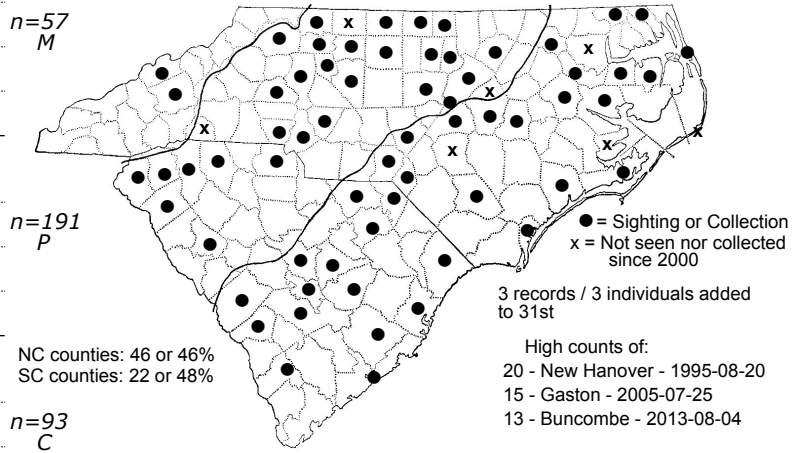 n=57
M
n=191
P
n=93
C
● = Sighting or Collection
x = Not seen nor collected
since 2000
3 records / 3 individuals added
to 31st
NC counties: 46 or 46%
SC counties: 22 or 48%
High counts of:
20 - New Hanover - 1995-08-20
15 - Gaston - 2005-07-25
13 - Buncombe - 2013-08-04